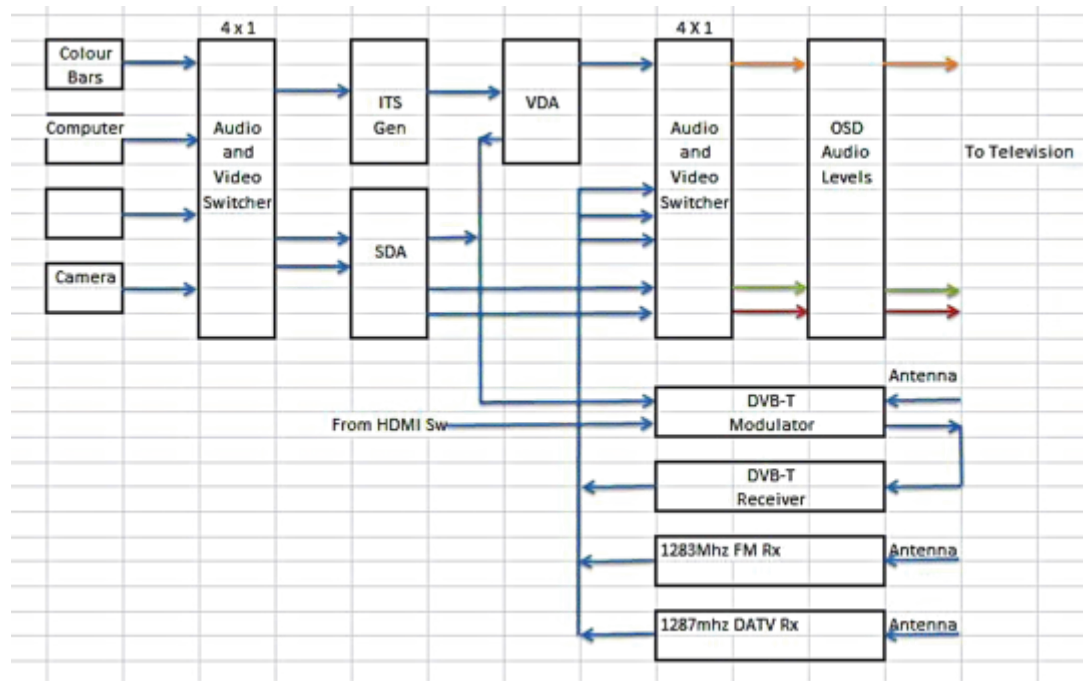 4 x 1
4 X 1
Colour
Bars
Computer
Camera
Audio
and
Video
Switcher
ITS
Gen
SDA
VDA
Audio
and
Video
Switcher
OSD
Audio
Levels
To Television
Antenna
DVB-T
Modulator
From HDMI Sw
DVB-T
Receiver
1283Mhz FM Rx
Antenna
1287mhz DATV Rx
Antenna